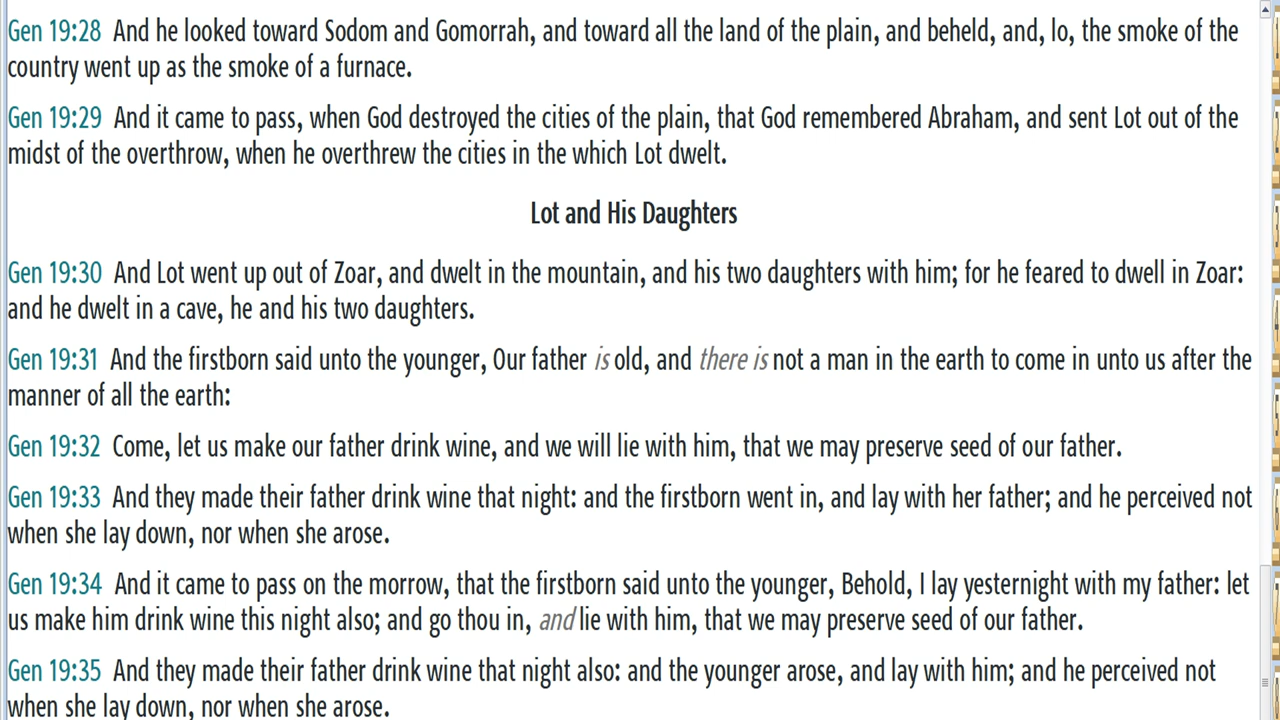 Gen 19:28 And he looked toward Sodom and Gomorrah, and toward all the land of the plain, and beheld, and, lo, the smoke of the
country went up as the smoke of a furnace.
Gen 19:29 And it came to pass, when God destroyed the cities of the plain, that God remembered Abraham, and sent Lot out of the
midst of the overthrow, when he overthrew the cities in the which Lot dwelt.
Lot and His Daughters
Gen 19:30 And Lot went up out of Zoar, and dwelt in the mountain, and his two daughters with him; for he feared to dwell in Zoar:
and he dwelt in a cave, he and his two daughters.
Gen 19:31 And the firstborn said unto the younger, Our father is old, and there is not a man in the earth to come in unto us after the
manner of all the earth:
Gen 19:32 Come, let us make our father drink wine, and we will lie with him, that we may preserve seed of our father.
Gen 19:33 And they made their father drink wine that night: and the firstborn went in, and lay with her father; and he perceived not
when she lay down, nor when she arose.
Gen 19:34 And it came to pass on the morrow, that the firstborn said unto the younger, Behold, I lay yesternight with my father: let
us make him drink wine this night also; and go thou in, and lie with him, that we may preserve seed of our father.
Gen 19:35 And they made their father drink wine that night also: and the younger arose, and lay with him; and he perceived not
when she lay down, nor when she arose.